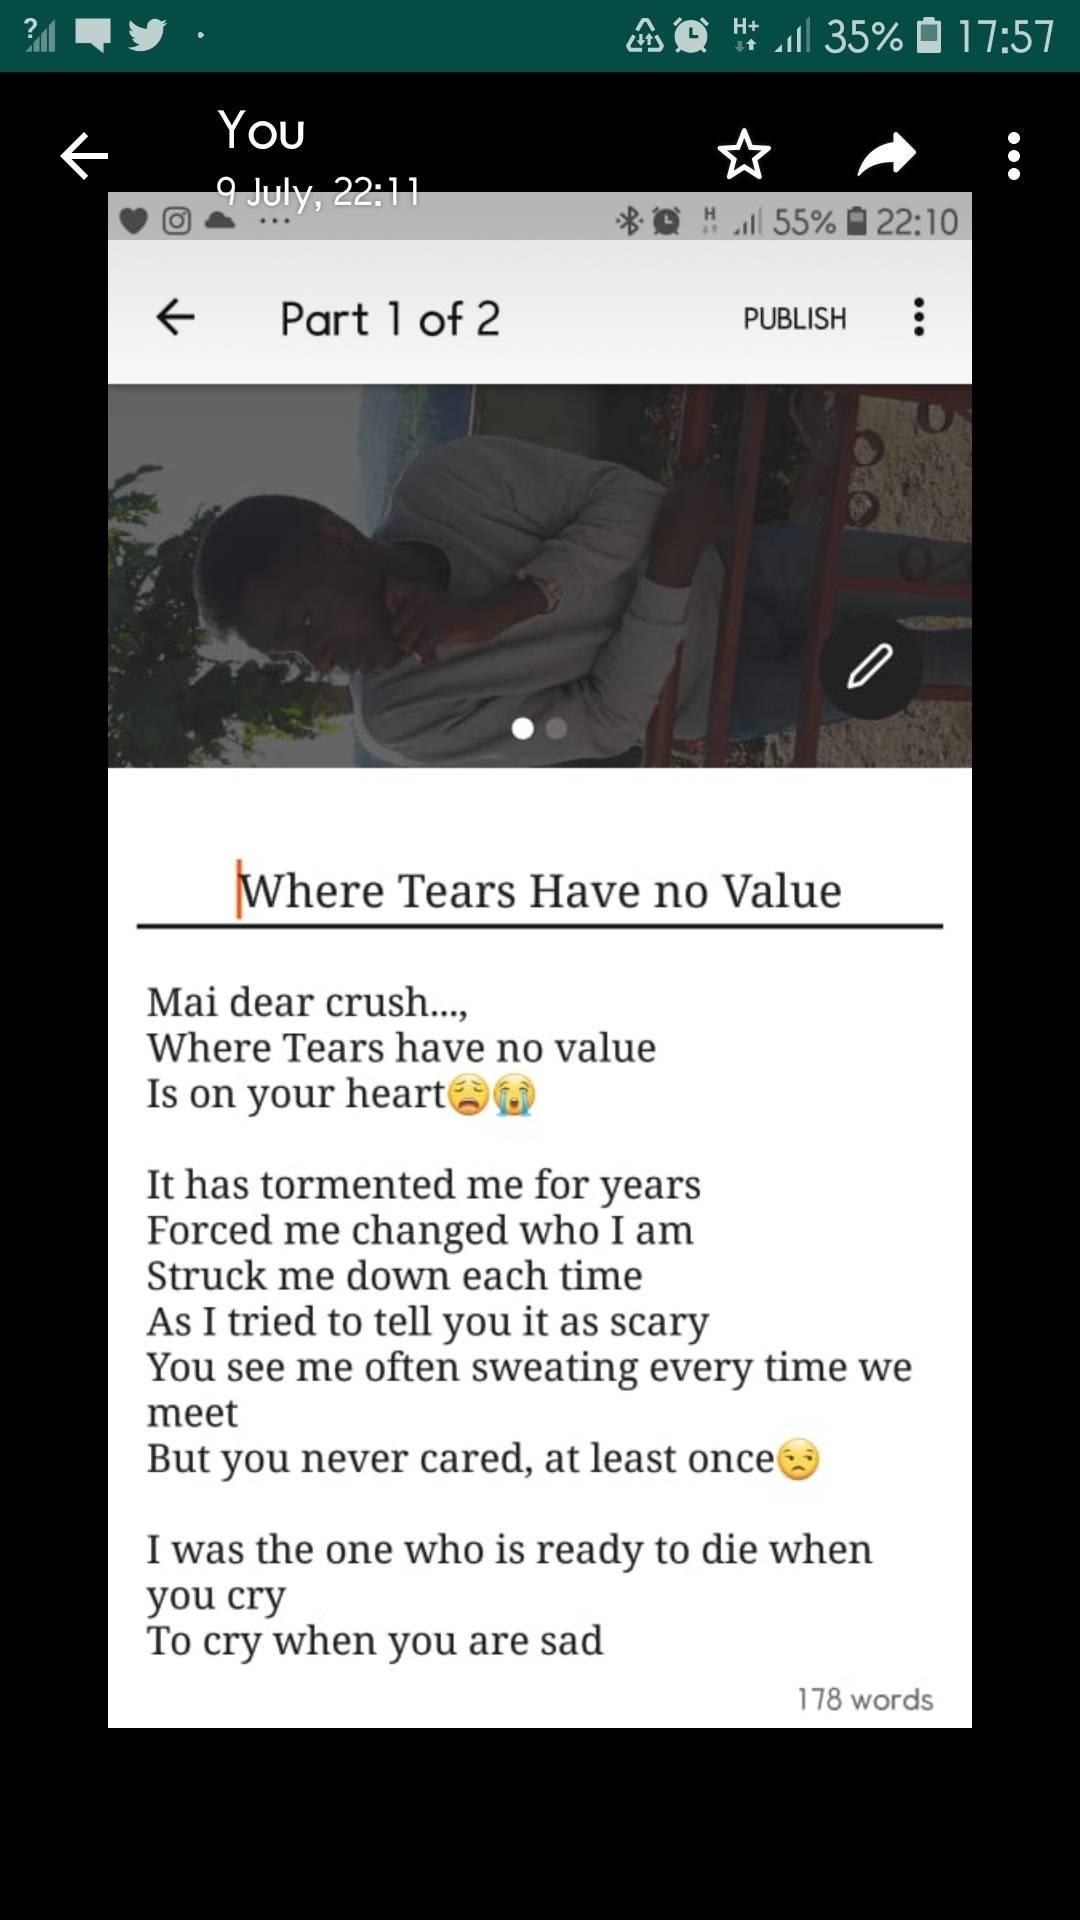 35% 17:57
You
9 July, 22:11
55% 22:10
Part 1 of 2 PUBLISH
Where Tears Have no Value
Mai dear crush...,
Where Tears have no value
Is on your heart😩😭
It has tormented me for years
Forced me changed who I am
Struck me down each time
As I tried to tell you it as scary
You see me often sweating every time we
meet
But you never cared, at least once😒
I was the one who is ready to die when
you cry
To cry when you are sad
178 words